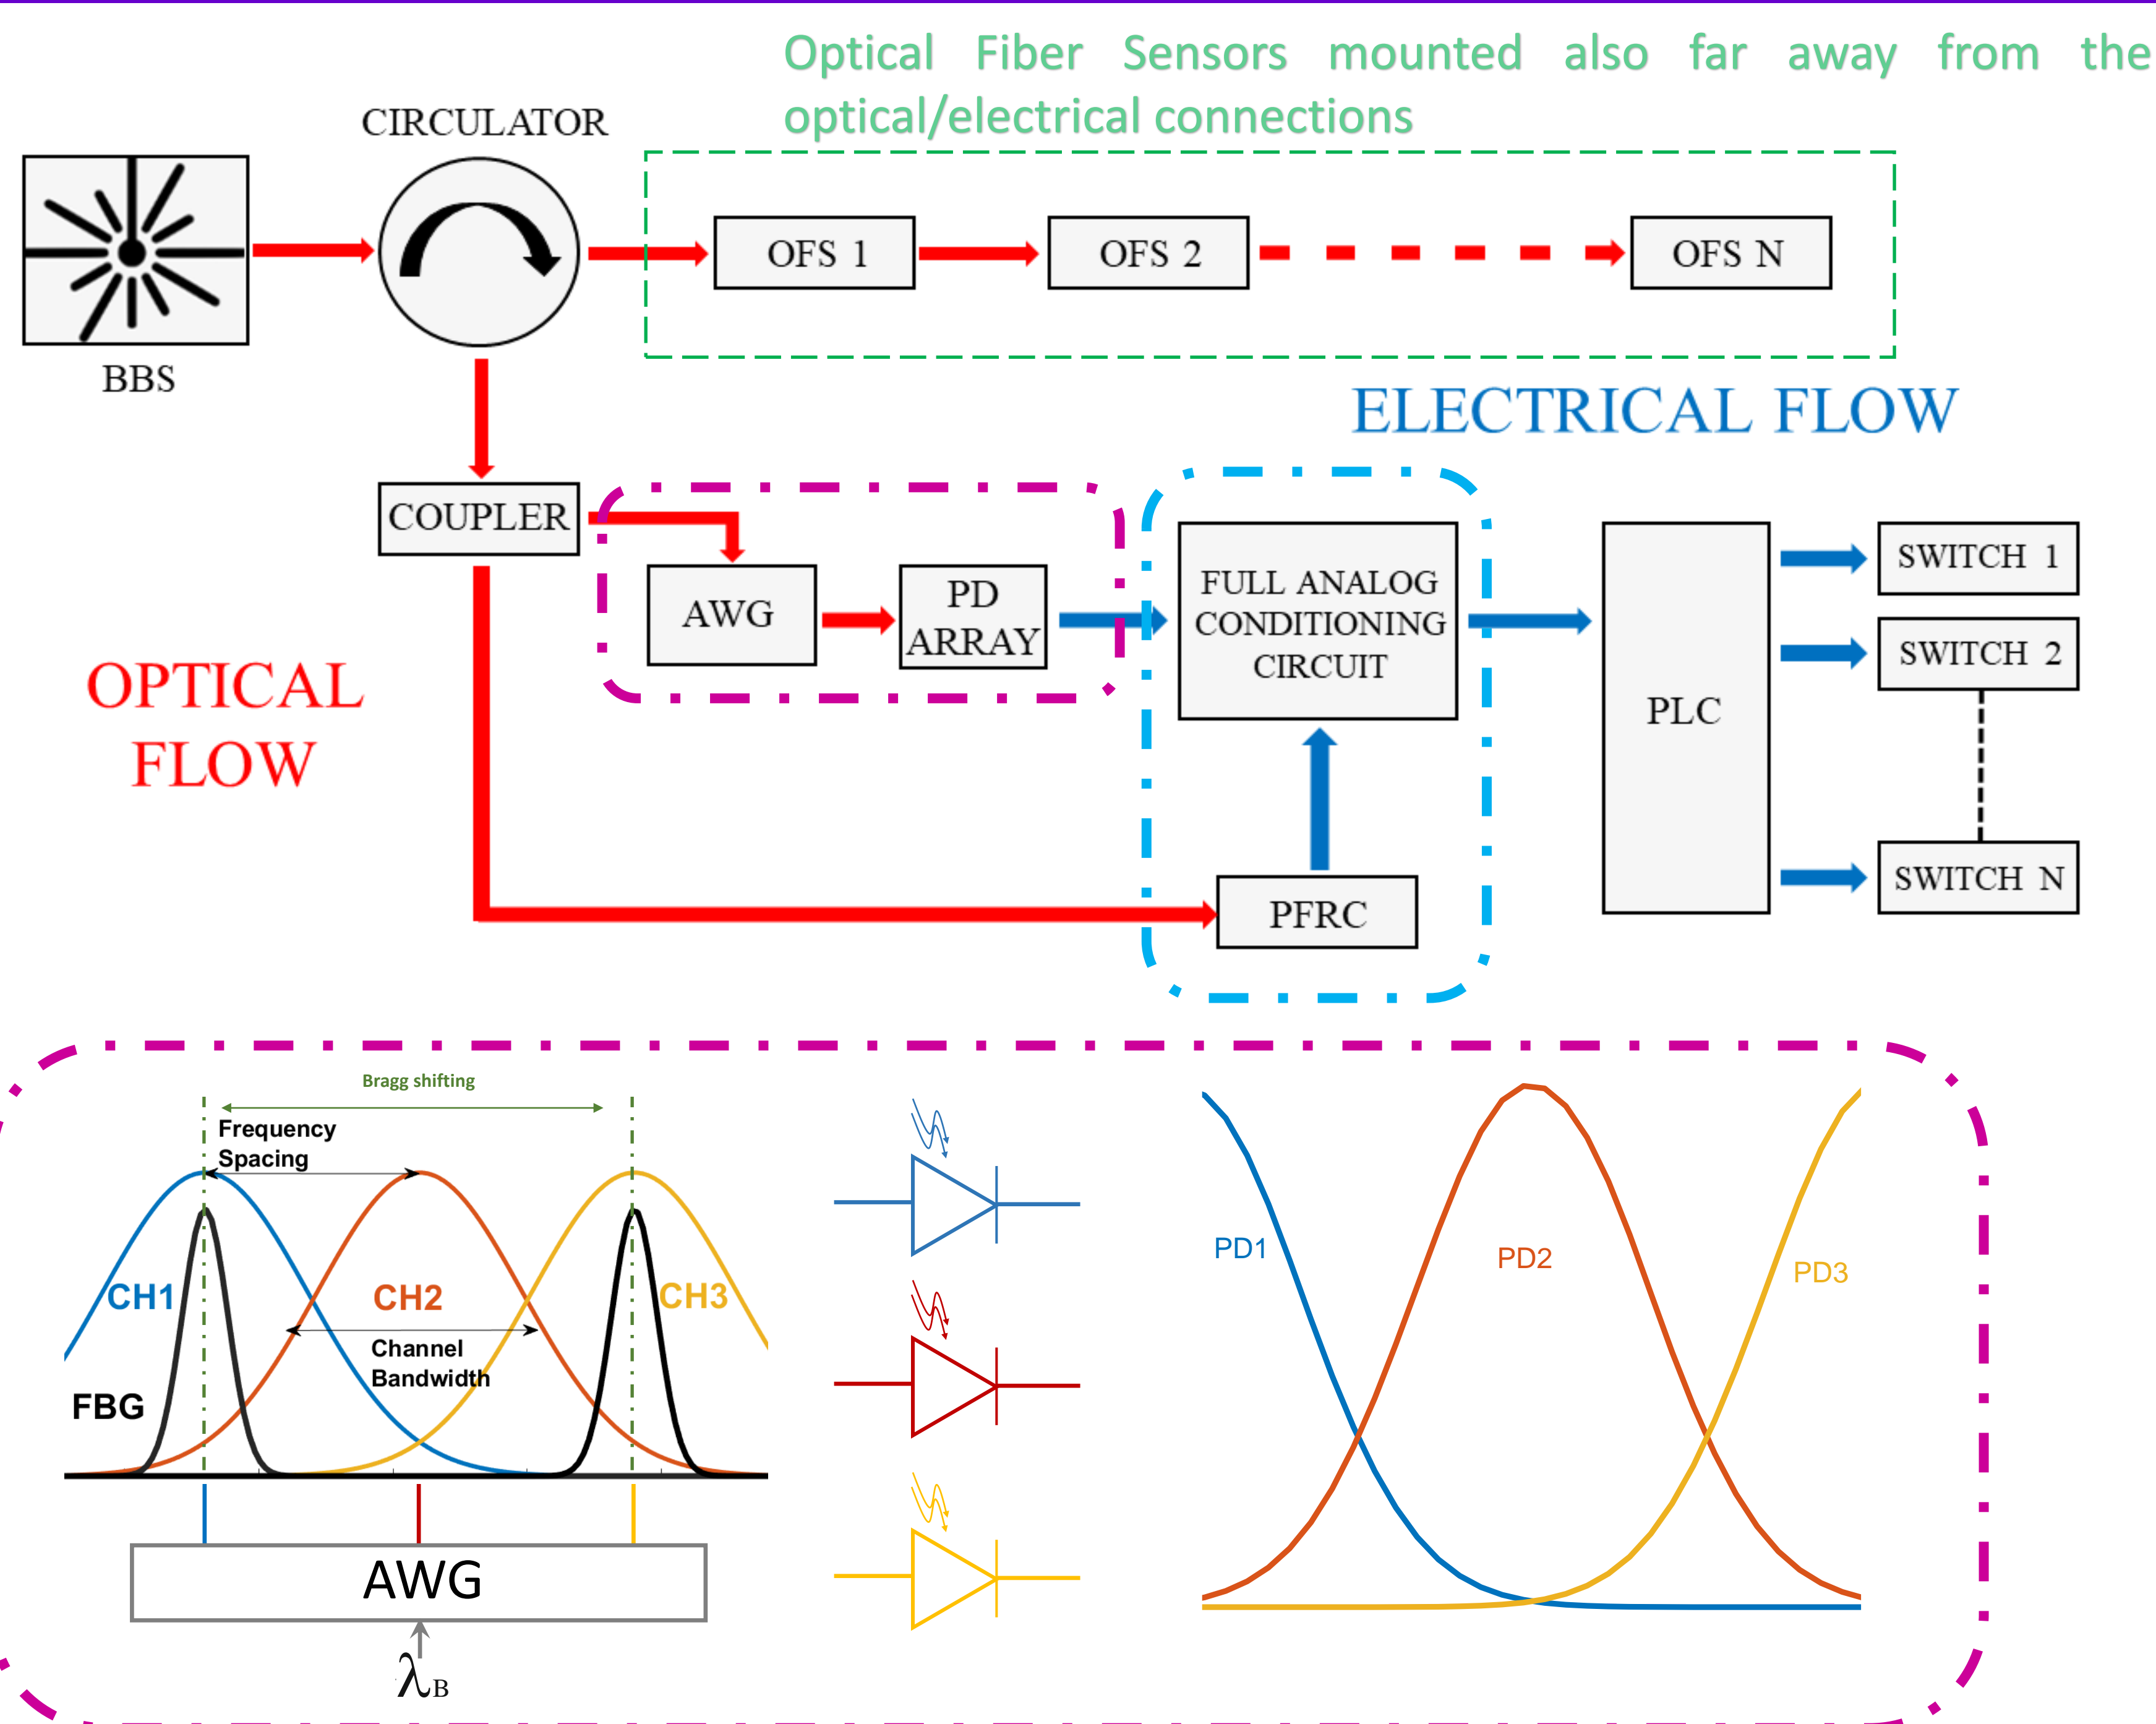 Optical Fiber Sensors mounted also far away from the
optical/electrical connections
CIRCULATOR
BBS
OFS 1
OFS 2
OFS N
ELECTRICAL FLOW
COUPLER
AWG
PD
ARRAY
FULL ANALOG
CONDITIONING
CIRCUIT
PLC
SWITCH 1
SWITCH 2
SWITCH N
OPTICAL
FLOW
PFRC
Bragg shifting
Frequency
Spacing
CH1
CH2
CH3
Channel
Bandwidth
FBG
AWG
λB
PD1
PD2
PD3